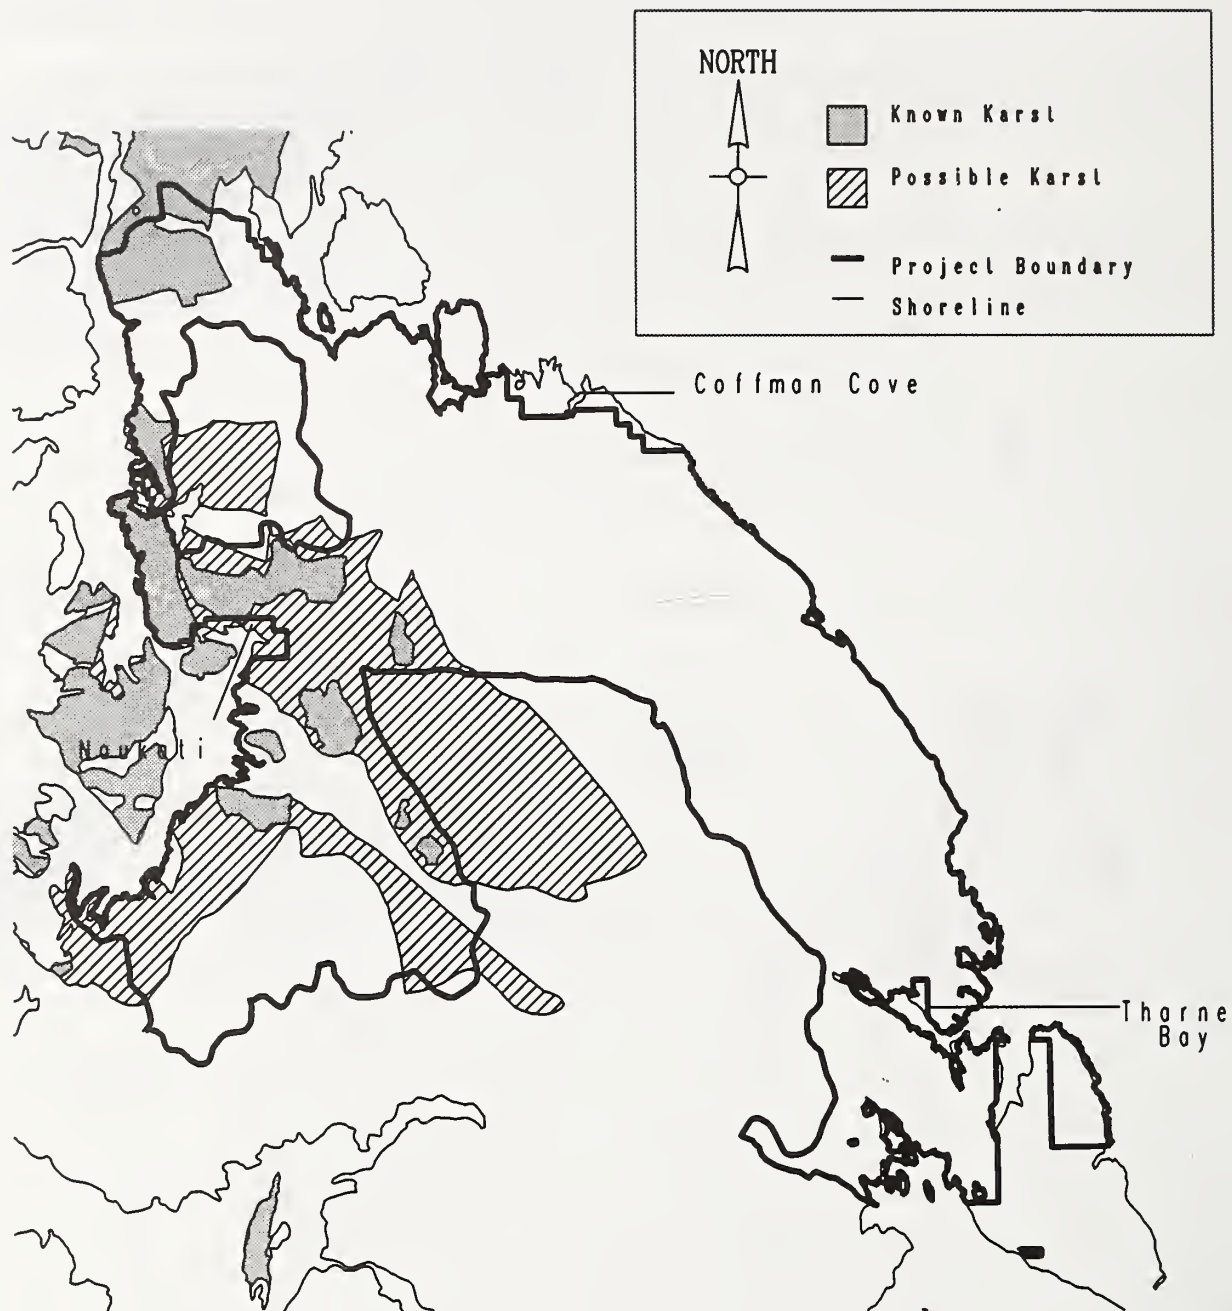 NORTH
Known Karst
Possible Karst
Project Boundary
Shoreline
Coffman Cove
Naukati
Thorne
Bay